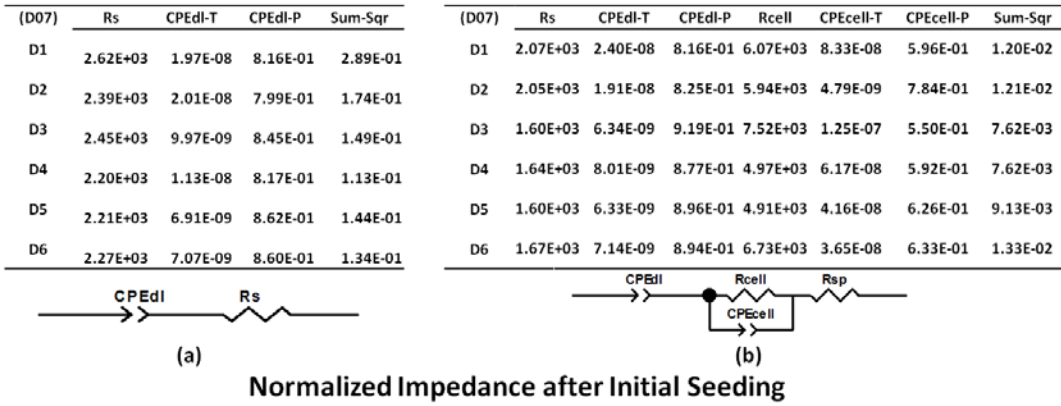 (D07) Rs CPEdl-T CPEdl-P Sum-Sqr
D1 2.62E+03 1.97E-08 8.16E-01 2.89E-01
D2 2.39E+03 2.01E-08 7.99E-01 1.74E-01
D3 2.45E+03 9.97E-09 8.45E-01 1.49E-01
D4 2.20E+03 1.13E-08 8.17E-01 1.13E-01
D5 2.21E+03 6.91E-09 8.62E-01 1.44E-01
D6 2.27E+03 7.07E-09 8.60E-01 1.34E-01
CPEdl Rs
(a)
(D07) Rs CPEdl-T CPEdl-P Rcell CPEcell-T CPEcell-P Sum-Sqr
D1 2.07E+03 2.40E-08 8.16E-01 6.07E+03 8.33E-08 5.96E-01 1.20E-02
D2 2.05E+03 1.91E-08 8.25E-01 5.94E+03 4.79E-09 7.84E-01 1.21E-02
D3 1.60E+03 6.34E-09 9.19E-01 7.52E+03 1.25E-07 5.50E-01 7.62E-03
D4 1.64E+03 8.01E-09 8.77E-01 4.97E+03 6.17E-08 5.92E-01 7.62E-03
D5 1.60E+03 6.33E-09 8.96E-01 4.91E+03 4.16E-08 6.26E-01 9.13E-03
D6 1.67E+03 7.14E-09 8.94E-01 6.73E+03 3.65E-08 6.33E-01 1.33E-02
CPEdl Rcell Rsp
CPEcell
(b)
Normalized Impedance after Initial Seeding